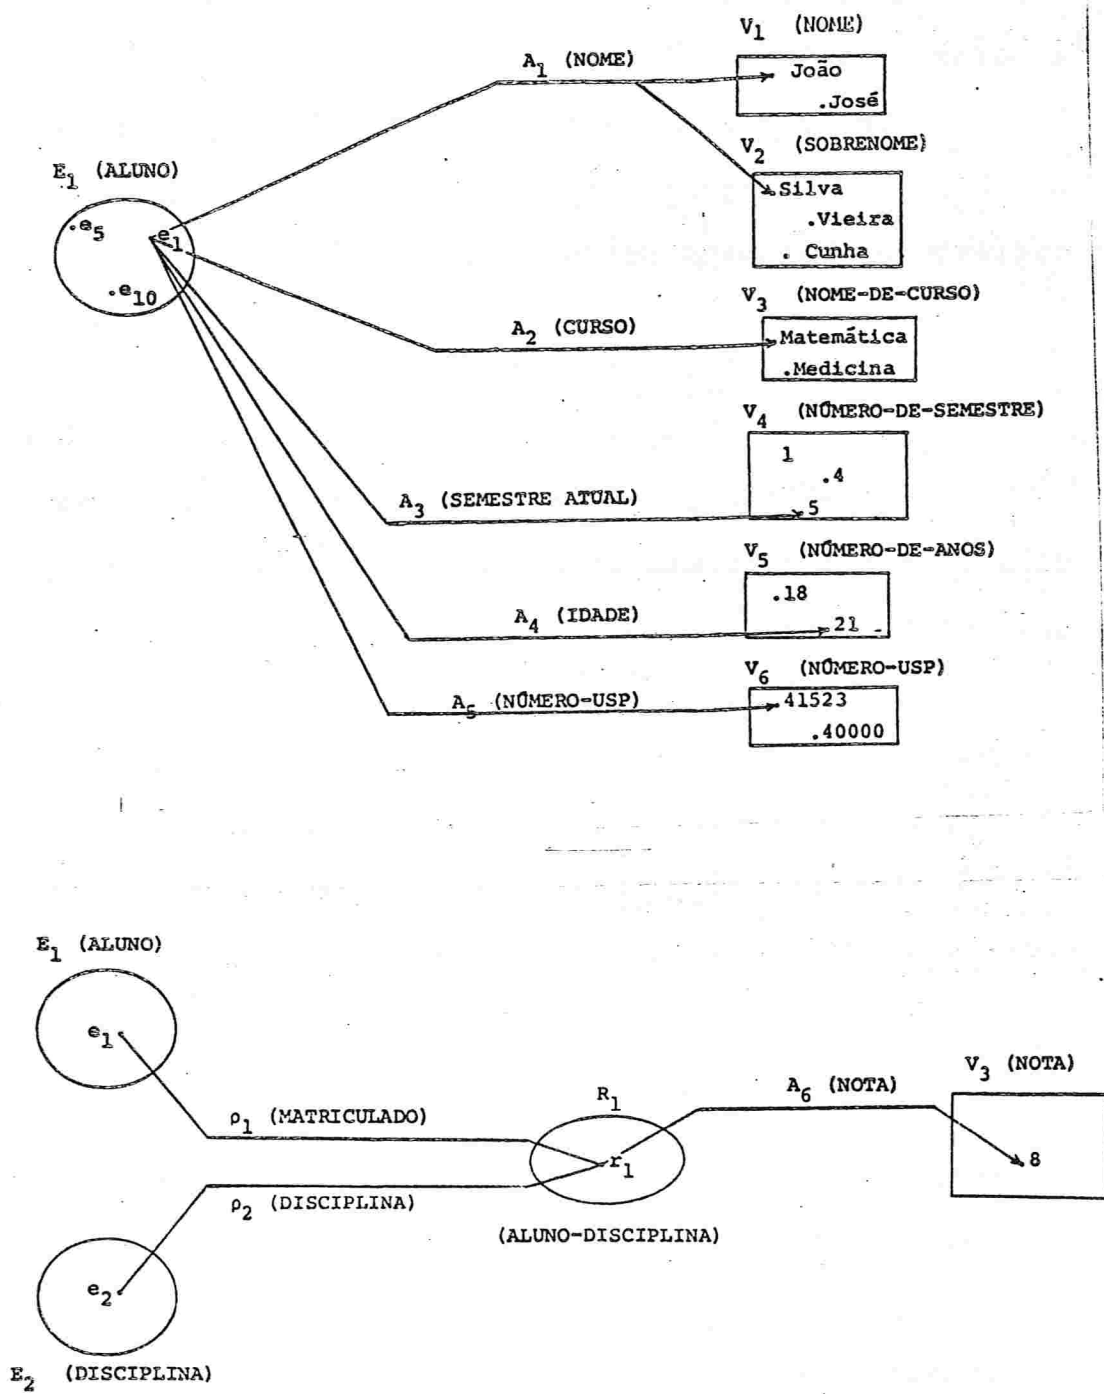 V1 (NOME)
A1 (NOME)
João
.José
V2 (SOBRENOME)
E1 (ALUNO)
Silva
.Vieira
. Cunha
.e5
e1
.e10
V3 (NOME-DE-CURSO)
A2 (CURSO)
Matemática
.Medicina
V4 (NÚMERO-DE-SEMESTRE)
1
.4
5
A3 (SEMESTRE ATUAL)
V5 (NÚMERO-DE-ANOS)
.18
A4 (IDADE)
21
V6 (NÚMERO-USP)
A5 (NÚMERO-USP)
41523
.40000
E1 (ALUNO)
e1
V3 (NOTA)
A6 (NOTA)
R1
ρ1 (MATRICULADO)
r1
8
ρ2 (DISCIPLINA)
(ALUNO-DISCIPLINA)
e2
E2 (DISCIPLINA)